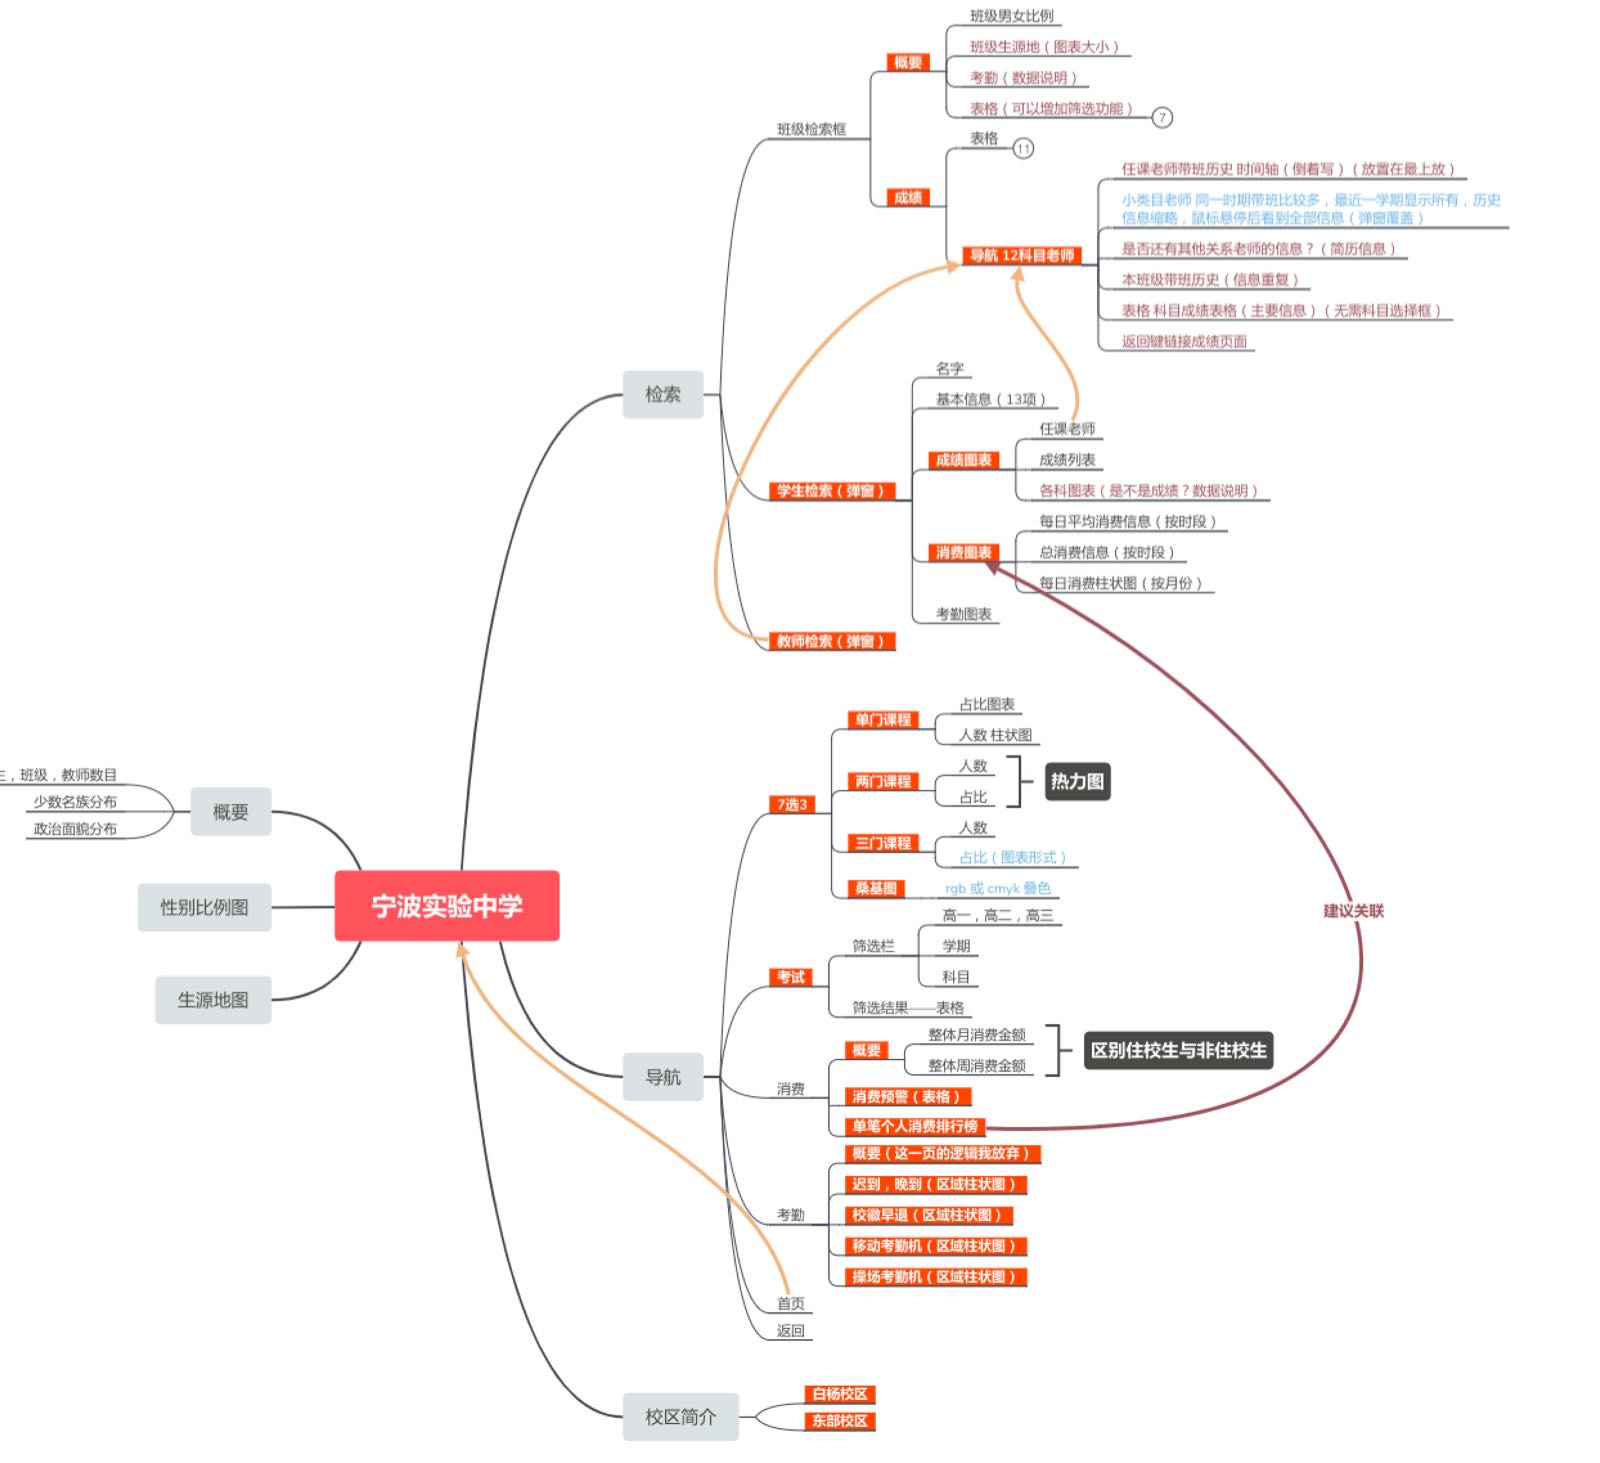 宁波实验中学
检索
班级检索框
概要
班级男女比例
班级生源地（图表大小）
考勤（数据说明）
表格（可以增加筛选功能）
7
成绩
表格
11
导航 12科目老师
任课老师带班历史 时间轴（倒着写）（放置在最上放）
小类目老师 同一时期带班比较多，最近一学期显示所有，历史
信息缩略，鼠标悬停后看到全部信息（弹窗覆盖）
是否还有其他关系老师的信息？（简历信息）
本班级带班历史（信息重复）
表格 科目成绩表格（主要信息）（无需科目选择框）
返回键链接成绩页面
学生检索（弹窗）
名字
基本信息（13项）
成绩图表
任课老师
成绩列表
各科图表（是不是成绩？数据说明）
消费图表
每日平均消费信息（按时段）
总消费信息（按时段）
每日消费柱状图（按月份）
考勤图表
教师检索（弹窗）
概要
，班级，教师数目
少数名族分布
政治面貌分布
性别比例图
生源地图
导航
7选3
单门课程
占比图表
人数 柱状图
两门课程
人数
占比
热力图
三门课程
人数
占比（图表形式）
桑基图
rgb 或 cmyk 叠色
考试
筛选栏
高一，高二，高三
学期
科目
筛选结果——表格
消费
概要
整体月消费金额
整体周消费金额
区别住校生与非住校生
消费预警（表格）
单笔个人消费排行榜
建议关联
考勤
概要（这一页的逻辑我放弃）
迟到，晚到（区域柱状图）
校徽早退（区域柱状图）
移动考勤机（区域柱状图）
操场考勤机（区域柱状图）
首页
返回
校区简介
白杨校区
东部校区